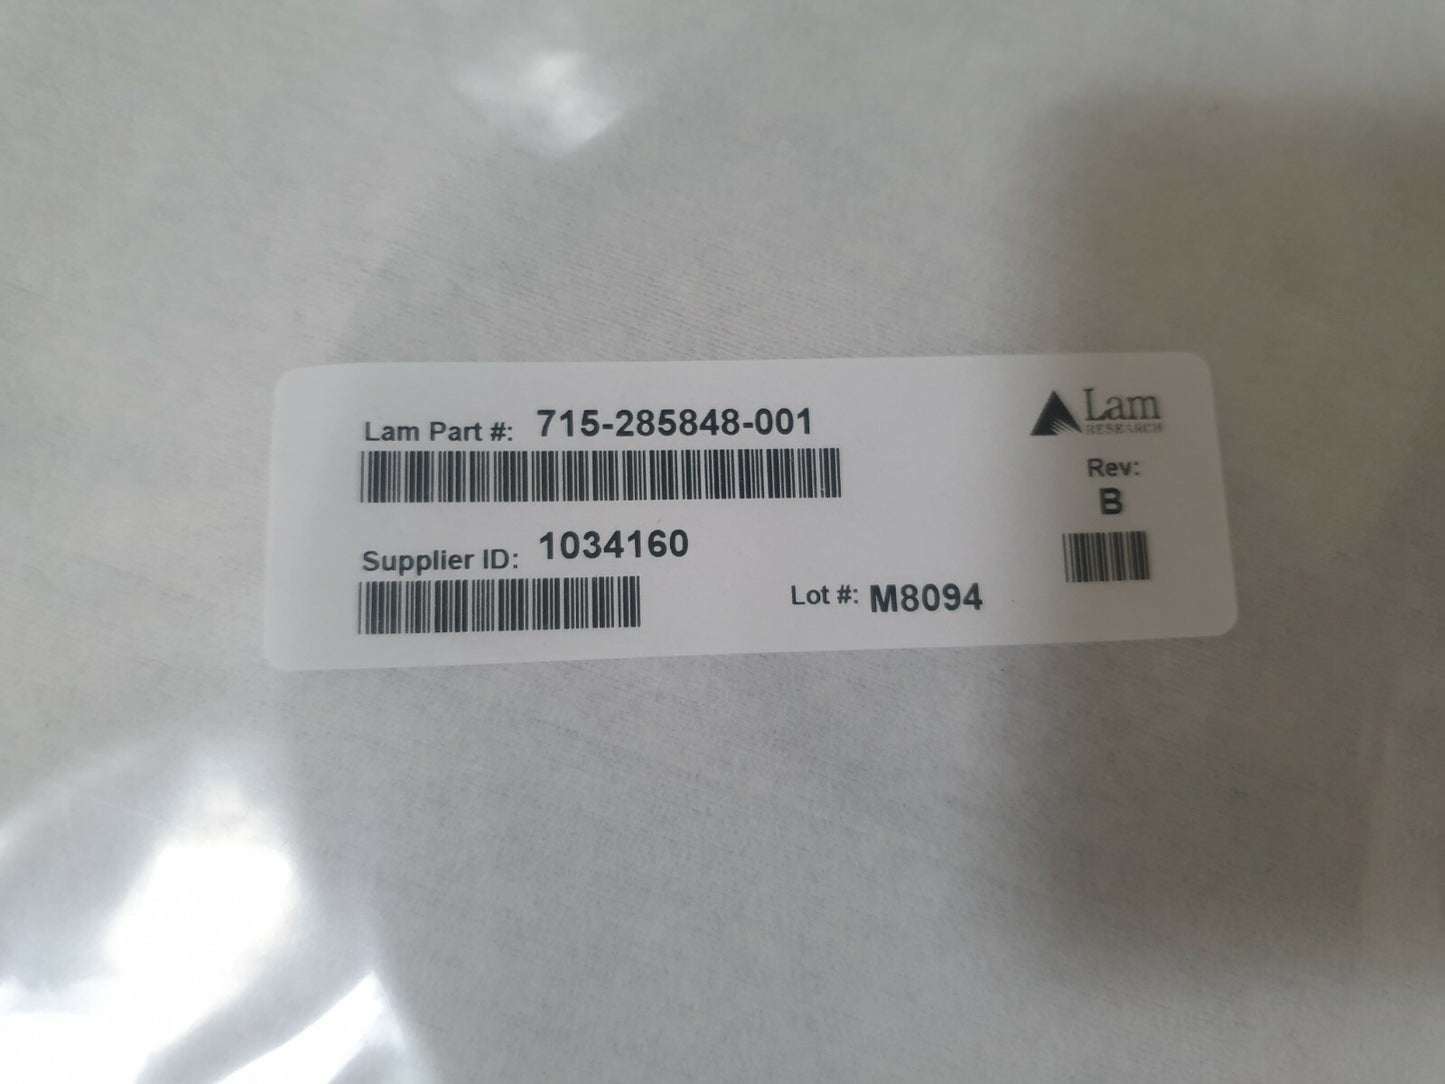 Lam Part #: 715-285848-001
Lam
RESEARCH
Rev:
B
Supplier ID: 1034160
Lot #: M8094